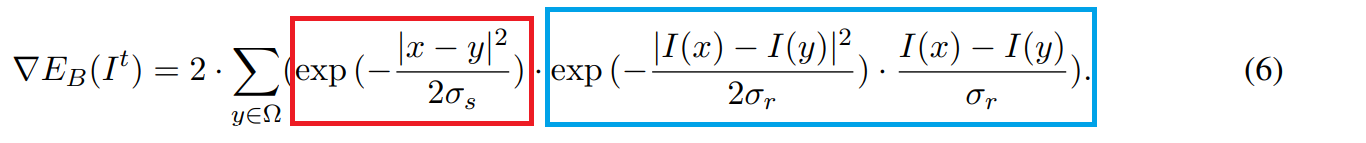 ∇E_B(I^t) = 2 · ∑_{y∈Ω} (exp (−|x − y|²/2σ_s) · exp (−|I(x) − I(y)|²/2σ_r) · I(x) − I(y)/σ_r). (6)